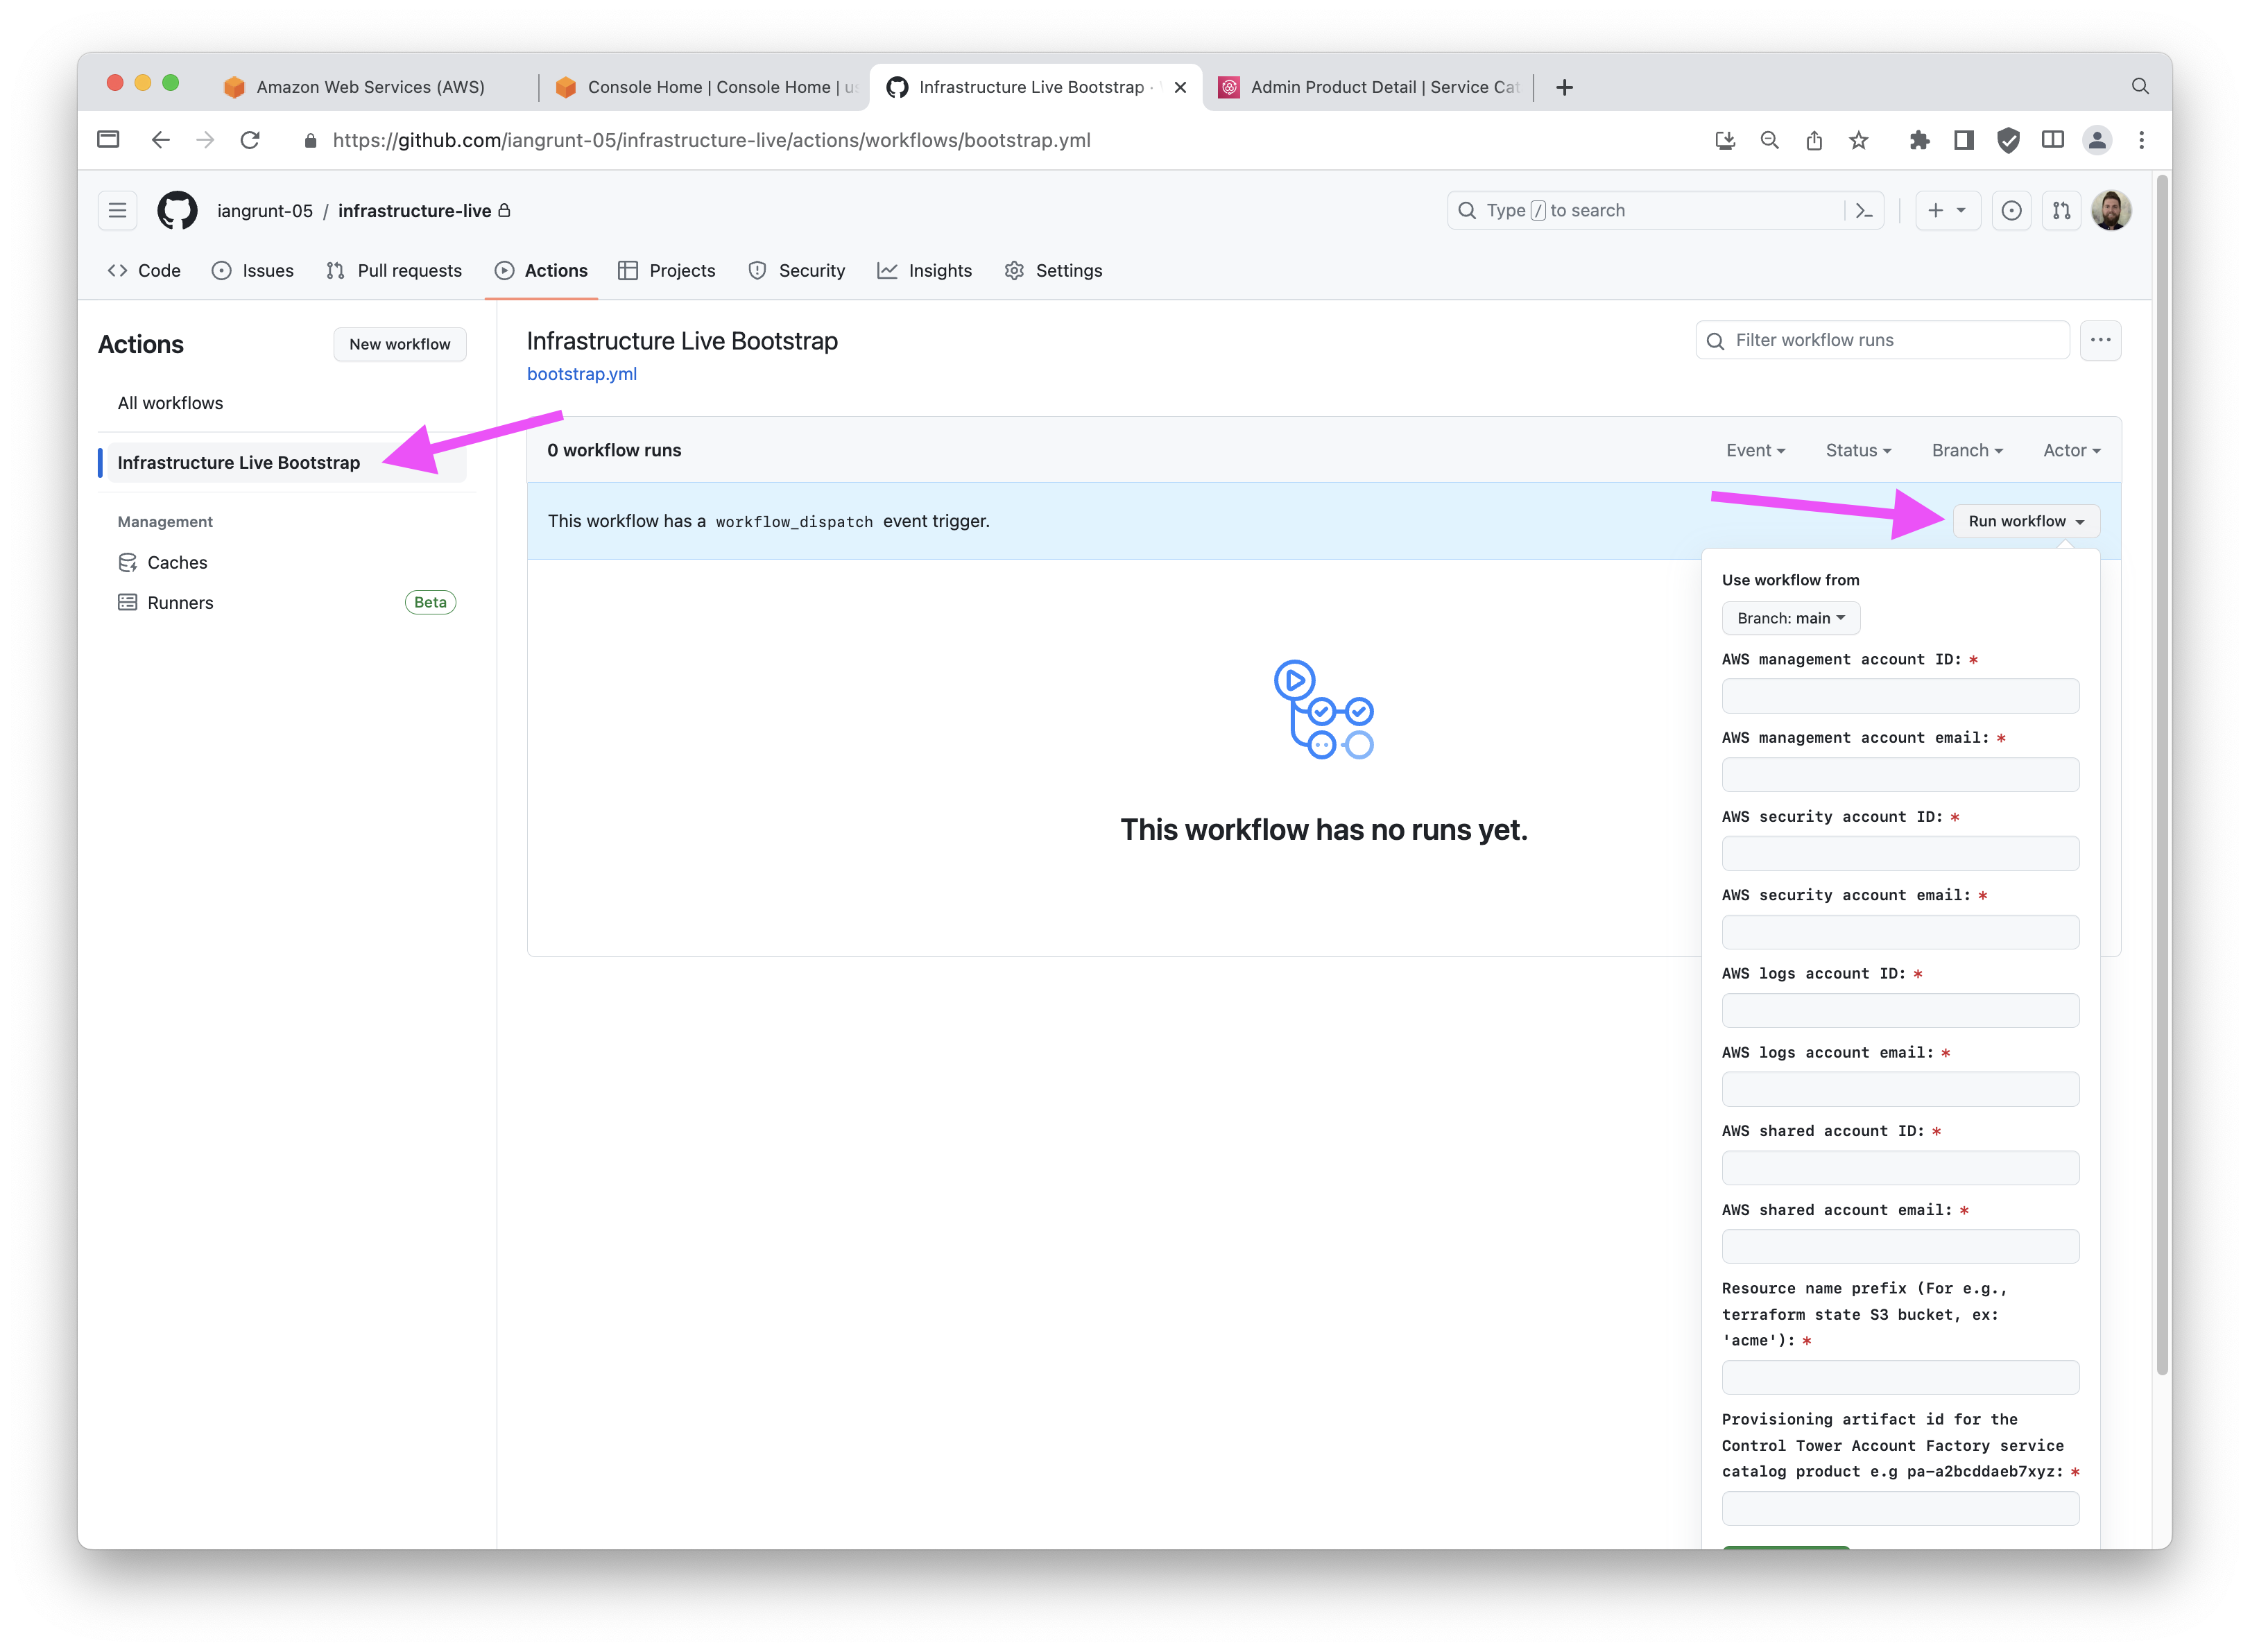 Amazon Web Services (AWS)
Console Home | Console Home | us
Infrastructure Live Bootstrap ·
Admin Product Detail | Service Cat
https://github.com/iangrunt-05/infrastructure-live/actions/workflows/bootstrap.yml
iangrunt-05 / infrastructure-live
Type / to search
Code
Issues
Pull requests
Actions
Projects
Security
Insights
Settings
Actions
New workflow
All workflows
Infrastructure Live Bootstrap
Management
Caches
Runners
Beta
Infrastructure Live Bootstrap
bootstrap.yml
Filter workflow runs
0 workflow runs
Event
Status
Branch
Actor
This workflow has a workflow_dispatch event trigger.
Run workflow
This workflow has no runs yet.
Use workflow from
Branch: main
AWS management account ID: *
AWS management account email: *
AWS security account ID: *
AWS security account email: *
AWS logs account ID: *
AWS logs account email: *
AWS shared account ID: *
AWS shared account email: *
Resource name prefix (For e.g.,
terraform state S3 bucket, ex:
'acme'): *
Provisioning artifact id for the
Control Tower Account Factory service
catalog product e.g pa-a2bcddaeb7xyz: *